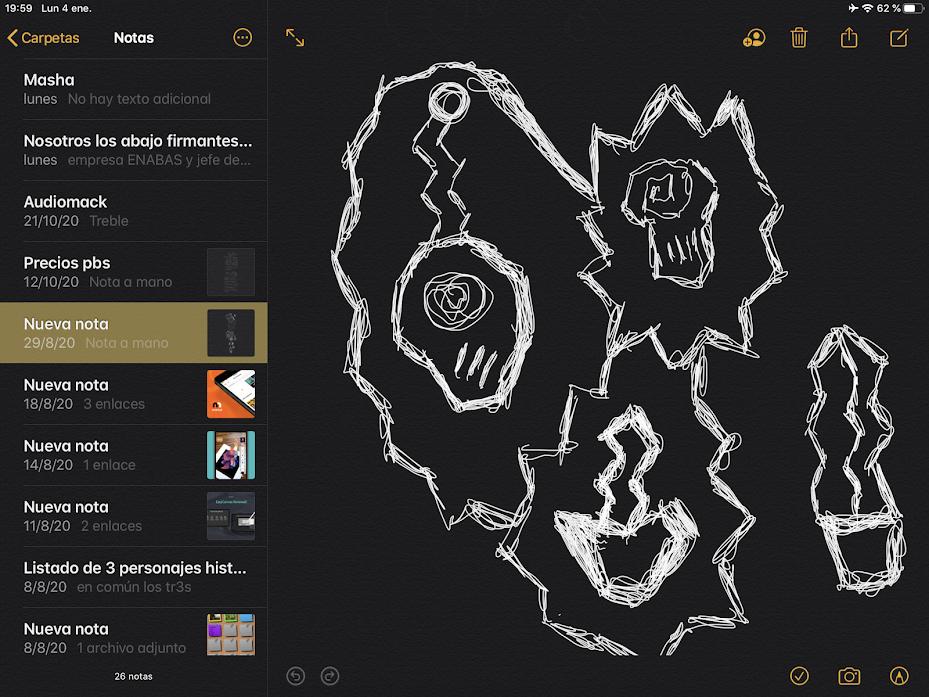 19:59 Lun 4 ene.
62 %
Carpetas
Notas
Masha
lunes No hay texto adicional
Nosotros los abajo firmantes...
lunes empresa ENABAS y jefe de...
Audiomack
21/10/20 Treble
Precios pbs
12/10/20 Nota a mano
Nueva nota
29/8/20 Nota a mano
Nueva nota
18/8/20 3 enlaces
Nueva nota
14/8/20 1 enlace
Nueva nota
11/8/20 2 enlaces
Listado de 3 personajes hist...
8/8/20 en común los tr3s
Nueva nota
8/8/20 1 archivo adjunto
26 notas